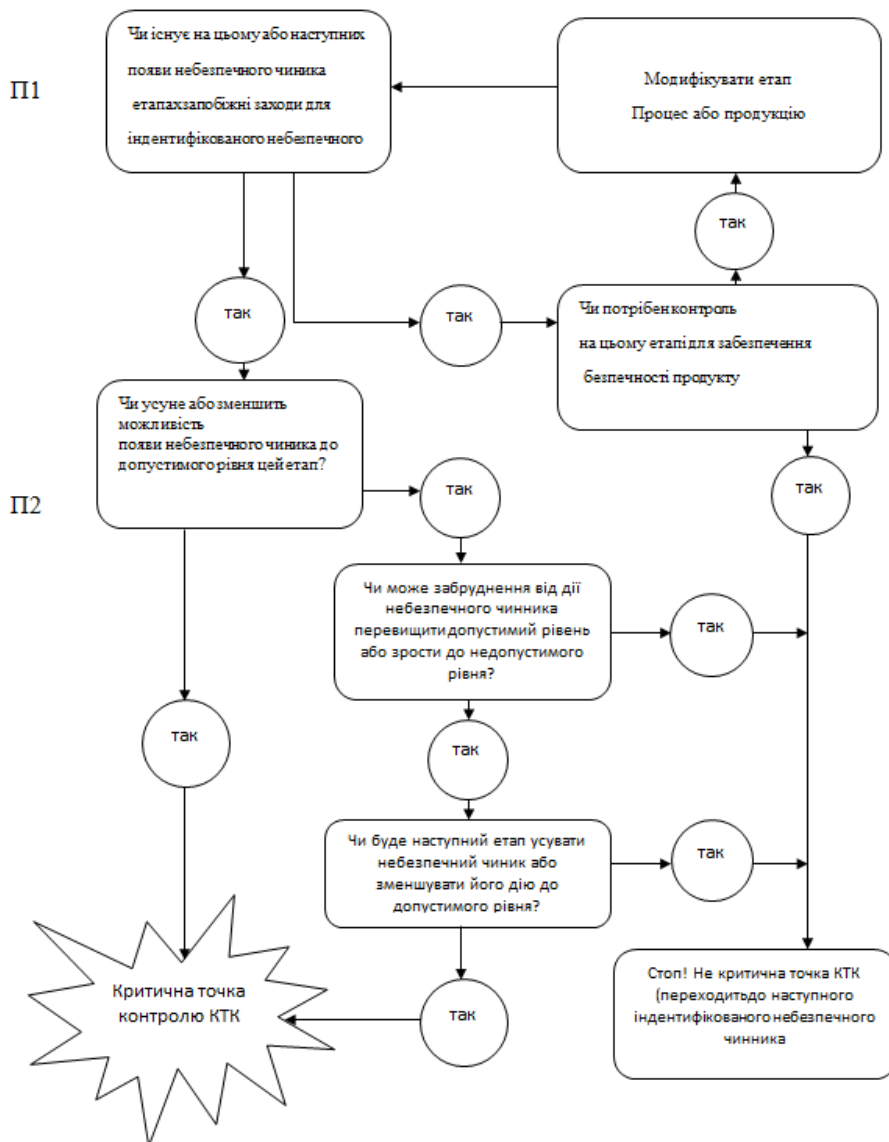 Чи існує на цьому або наступних
появи небезпечного чиника
етапахзапобіжні заходи для
індентифікованого небезпечного
Модифікувати етап
Процес або продукцію
П1
так
так
так
Чи потрібен контроль
на цьому етапі для забезпечення
безпечності продукту
Чи усуне або зменшить
можливість
появи небезпечного чиника до
допустимого рівня цей етап?
П2
так
так
Чи може забруднення від дії
небезпечного чинника
перевищити допустимий рівень
або зрости до недопустимого
рівня?
так
так
так
Чи буде наступний етап усувати
небезпечний чиник або
зменшувати його дію до
допустимого рівня?
так
Критична точка
контролю КТК
так
Стоп! Не критична точка КТК
(переходитьдо наступного
індентифікованого небезпечного
чинника